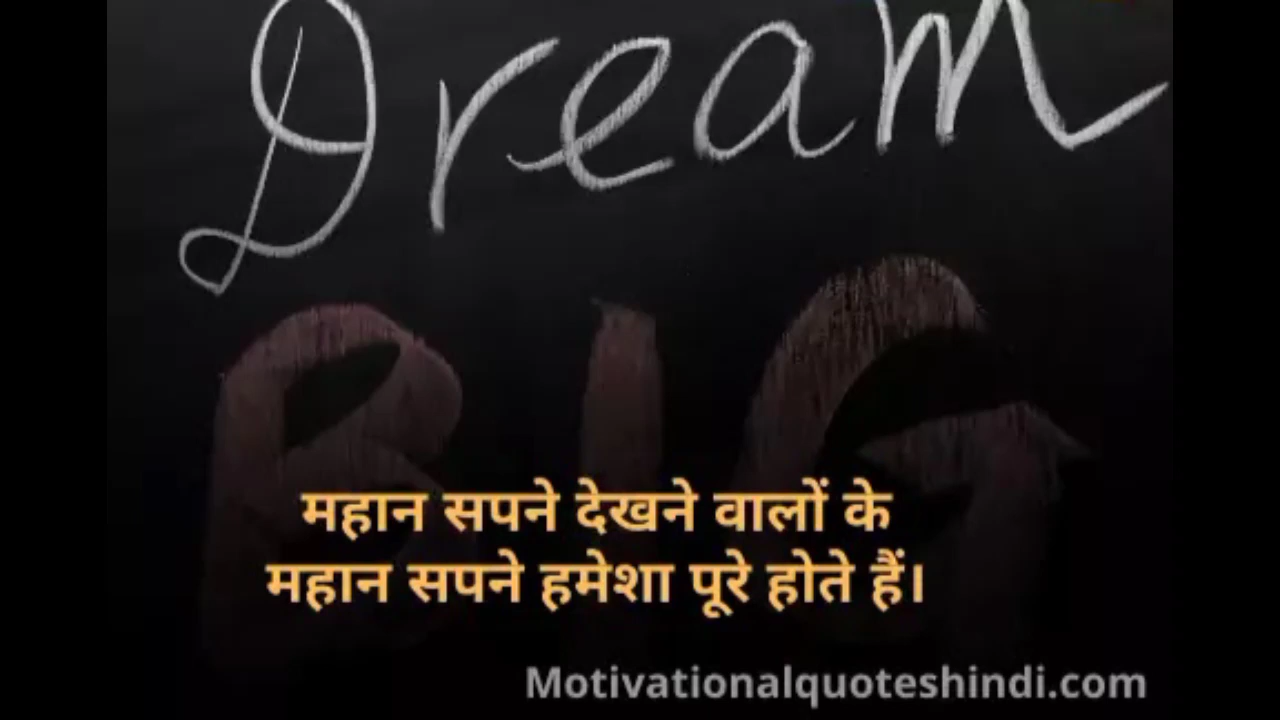 Dream
BIG
महान सपने देखने वालों के
महान सपने हमेशा पूरे होते हैं।
Motivationalquoteshindi.com